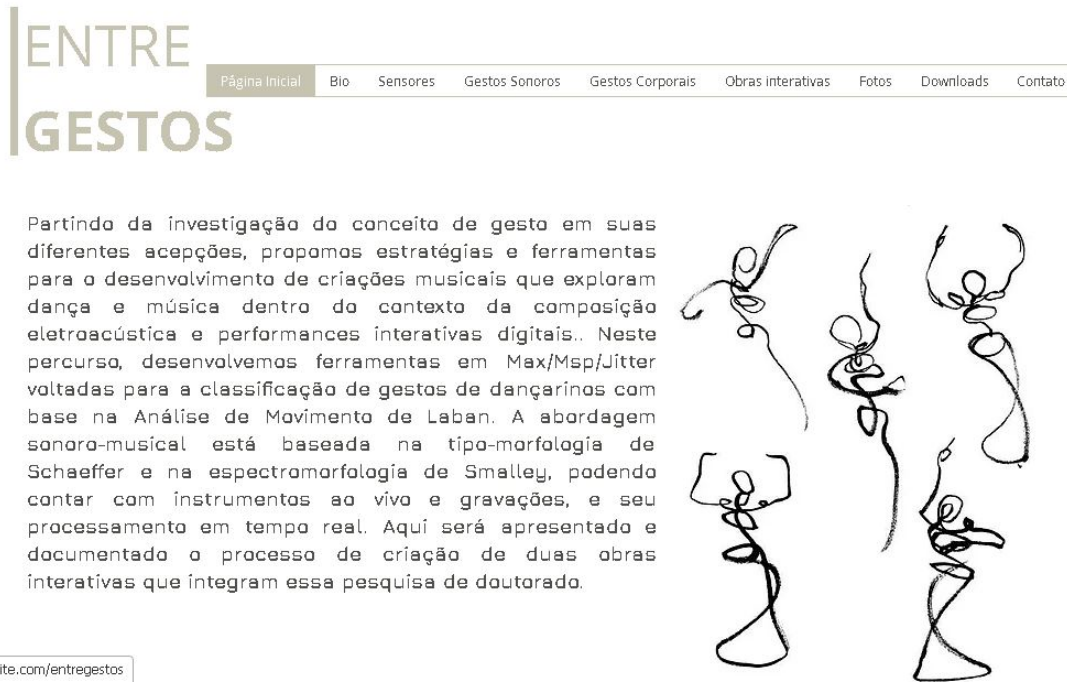 ENTRE
GESTOS
Página Inicial Bio Sensores Gestos Sonoros Gestos Corporais Obras interativas Fotos Downloads Contato
Partindo da investigação do conceito de gesto em suas
diferentes acepções, propomos estratégias e ferramentas
para o desenvolvimento de criações musicais que exploram
dança e música dentro do contexto da composição
eletroacústica e performances interativas digitais.. Neste
percurso, desenvolvemos ferramentas em Max/Msp/Jitter
voltadas para a classificação de gestos de dançarinos com
base na Análise de Movimento de Laban. A abordagem
sonoro-musical está baseada na tipo-morfologia de
Schaeffer e na espectromorfologia de Smalley, podendo
contar com instrumentos ao vivo e gravações, e seu
processamento em tempo real. Aqui será apresentado e
documentado o processo de criação de duas obras
interativas que integram essa pesquisa de doutorado.
ite.com/entregestos